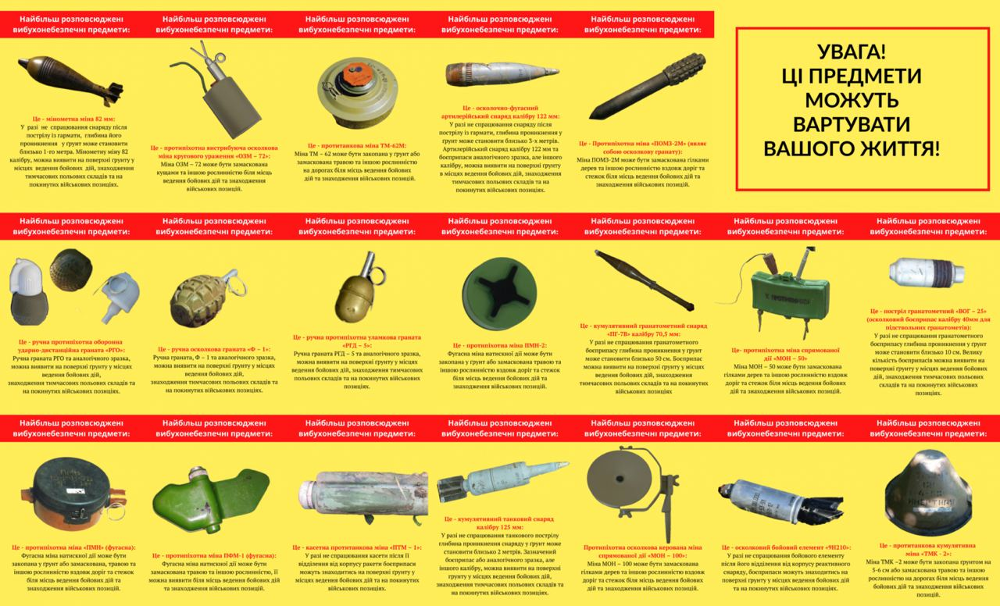 Найбільш розповсюджені
вибухонебезпечні предмети:
Це - мінометна міна 82 мм:
У разі не спрацювання снаряду після
пострілу із гармати, глибина його
проникнення у ґрунт може становити
близько 1-го метра. Мінометну міну 82
калібру, можна виявити на поверхні ґрунту у
місцях ведення бойових дій, знаходження
тимчасових польових складів та на
покинутих військових позиціях.
Найбільш розповсюджені
вибухонебезпечні предмети:
Це - протипіхотна вистрибуюча осколкова
міна кругового ураження «ОЗМ – 72»:
Міна ОЗМ – 72 може бути замаскована
кущами та іншою рослинністю біля місць
ведення бойових дій та знаходження
військових позицій.
Найбільш розповсюджені
вибухонебезпечні предмети:
Це - протитанкова міна ТМ-62М:
Міна ТМ – 62 може бути закопана у ґрунт або
замаскована травою та іншою рослинністю
на дорогах біля місць ведення бойових
дій та знаходження військових позицій.
Найбільш розповсюджені
вибухонебезпечні предмети:
Це - осколочно-фугасний
артилерійський снаряд калібру 122 мм:
У разі не спрацювання снаряду після
пострілу із гармати, глибина проникнення у
ґрунт може становити близько 3-х метрів.
Артилерійський снаряд калібру 122 мм та
боєприпаси аналогічного зразка, але іншого
калібру, можна виявити на поверхні ґрунту
в місцях ведення бойових дій, знаходження
тимчасових польових складів та на
покинутих військових позиціях.
Найбільш розповсюджені
вибухонебезпечні предмети:
Це - Протипіхотна міна «ПОМЗ-2М» (являє
собою осколкову гранату):
Міна ПОМЗ-2М може бути замаскована гілками
дерев та іншою рослинністю вздовж доріг та
стежок біля місць ведення бойових дій та
знаходження військових позицій.
УВАГА!
ЦІ ПРЕДМЕТИ
МОЖУТЬ
ВАРТУВАТИ
ВАШОГО ЖИТТЯ!
Найбільш розповсюджені
вибухонебезпечні предмети:
Це - ручна протипіхотна оборонна
ударно-дистанційна граната «РГО»:
Ручна граната РГО та аналогічного зразка,
можна виявити на поверхні ґрунту у місцях
ведення бойових дій,
знаходження тимчасових польових складів та
на покинутих військових позиціях.
Найбільш розповсюджені
вибухонебезпечні предмети:
Це - ручна осколкова граната «Ф – 1»:
Ручна граната, Ф – 1 та аналогічного зразка,
можна виявити на поверхні ґрунту у місцях
ведення бойових дій,
знаходження тимчасових польових складів та
на покинутих військових позиціях.
Найбільш розповсюджені
вибухонебезпечні предмети:
Це - ручна протипіхотна уламкова граната
«РГД – 5»:
Ручна граната РГД – 5 та аналогічного зразка,
можна виявити на поверхні ґрунту у місцях
ведення бойових дій, знаходження тимчасових
польових складів та на покинутих військових
позиціях.
Найбільш розповсюджені
вибухонебезпечні предмети:
Це - протипіхотна міна ПМН-2:
Фугасна міна натискної дії може бути
закопана у ґрунт або замаскована травою та
іншою рослинністю вздовж доріг та стежок
біля місць ведення бойових дій та
знаходження військових позицій.
Найбільш розповсюджені
вибухонебезпечні предмети:
Це - кумулятивний гранатометний снаряд
«ПГ-7В» калібру 70,5 мм:
У разі не спрацювання гранатометного
боєприпасу глибина проникнення у ґрунт
може становити близько 50 см. Боєприпас
можна виявити на поверхні ґрунту у місцях
ведення бойових дій, знаходження
тимчасових польових складів та на покинутих
військових позиціях
Найбільш розповсюджені
вибухонебезпечні предмети:
Це- протипіхотна міна спрямованої
дії «МОН – 50»
Міна МОН – 50 може бути замаскована
гілками дерев та іншою рослинністю вздовж
доріг та стежок біля місць ведення бойових
дій та знаходження військових позицій.
Найбільш розповсюджені
вибухонебезпечні предмети:
Це - постріл гранатометний «ВОГ – 25»
(осколковий боєприпас калібру 40мм для
підствольних гранатометів):
У разі не спрацювання гранатометного
боєприпасу глибина проникнення у ґрунт
може становити близько 10 см. Велику
кількість боєприпасів можна виявити на
поверхні ґрунту у місцях ведення бойових
дій, знаходження тимчасових польових
складів та на покинутих військових
позиціях.
Найбільш розповсюджені
вибухонебезпечні предмети:
Це - протипіхотна міна «ПМН» (фугасна):
Фугасна міна натискної дії може бути
закопана у ґрунт або замаскована, травою та
іншою рослинністю вздовж доріг та стежок
біля місць ведення бойових дій та
знаходження військових позицій.
Найбільш розповсюджені
вибухонебезпечні предмети:
Це - протипіхотна міна ПФМ-1 (фугасна):
Фугасна міна натискної дії може бути
замаскована травою та іншою рослинністю, її
можна виявити біля місць ведення бойових дій
та знаходження військових позицій.
Найбільш розповсюджені
вибухонебезпечні предмети:
Це - касетна протитанкова міна «ПТМ – 1»:
У разі не спрацювання касети після її
відділення від корпусу ракети боєприпаси
можуть знаходитись на поверхні ґрунту у
місцях ведення бойових дій та на покинутих
військових позиціях.
Найбільш розповсюджені
вибухонебезпечні предмети:
Це - кумулятивний танковий снаряд
калібру 125 мм:
У разі не спрацювання танкового пострілу
глибина проникнення снаряду у ґрунт може
становити близько 2 метрів. Зазначений
боєприпас або аналогічного зразка, але
іншого калібру, можна виявити на поверхні
ґрунту у місцях ведення бойових дій,
знаходження тимчасових польових складів та
на покинутих військових позиціях.
Найбільш розповсюджені
вибухонебезпечні предмети:
Протипіхотна осколкова керована міна
спрямованої дії «МОН – 100»:
Міна МОН – 100 може бути замаскована
гілками дерев та іншою рослинністю вздовж
доріг та стежок біля місць ведення бойових
дій та знаходження військових позицій.
Найбільш розповсюджені
вибухонебезпечні предмети:
Це - осколковий бойовий елемент «9Н210»:
У разі не спрацювання бойового елементу
після його відділення від корпусу реактивного
снаряду, боєприпаси можуть знаходитись на
поверхні ґрунту у місцях ведення бойових дій
та на покинутих військових позиціях.
Найбільш розповсюджені
вибухонебезпечні предмети:
Це - протитанкова кумулятивна
міна «ТМК - 2»:
Міна ТМК –2 може бути закопана ґрунтом на
5-6 см або замаскована травою та іншою
рослинністю на дорогах біля місць ведення
бойових дій та знаходження військових
позицій.